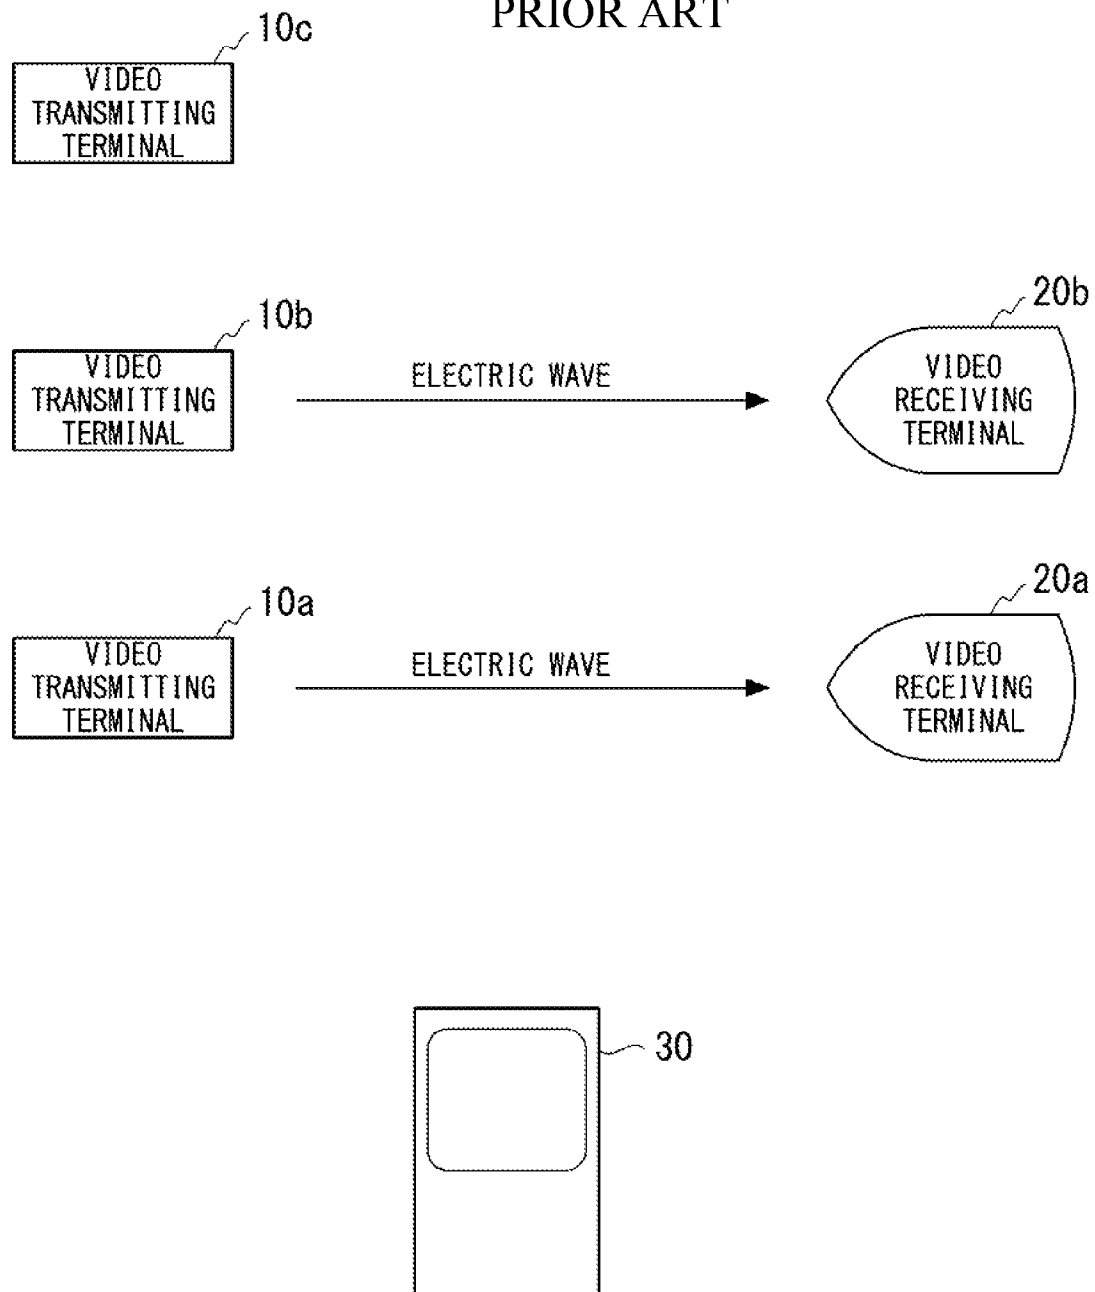 PRIOR ART
10c
VIDEO
TRANSMITTING
TERMINAL
10b
VIDEO
TRANSMITTING
TERMINAL
ELECTRIC WAVE
20b
VIDEO
RECEIVING
TERMINAL
10a
VIDEO
TRANSMITTING
TERMINAL
ELECTRIC WAVE
20a
VIDEO
RECEIVING
TERMINAL
30